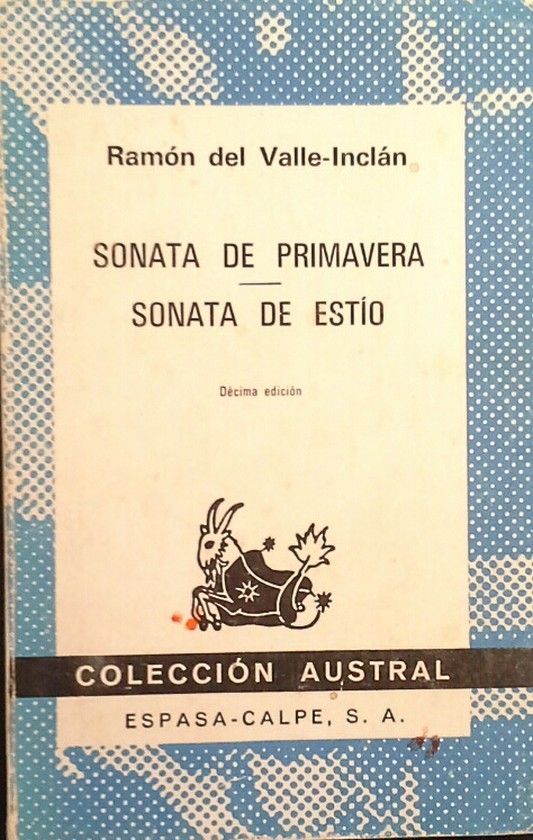 Ramón del Valle-Inclán
SONATA DE PRIMAVERA
SONATA DE ESTÍO
Décima edición
COLECCIÓN AUSTRAL
ESPASA-CALPE, S. A.